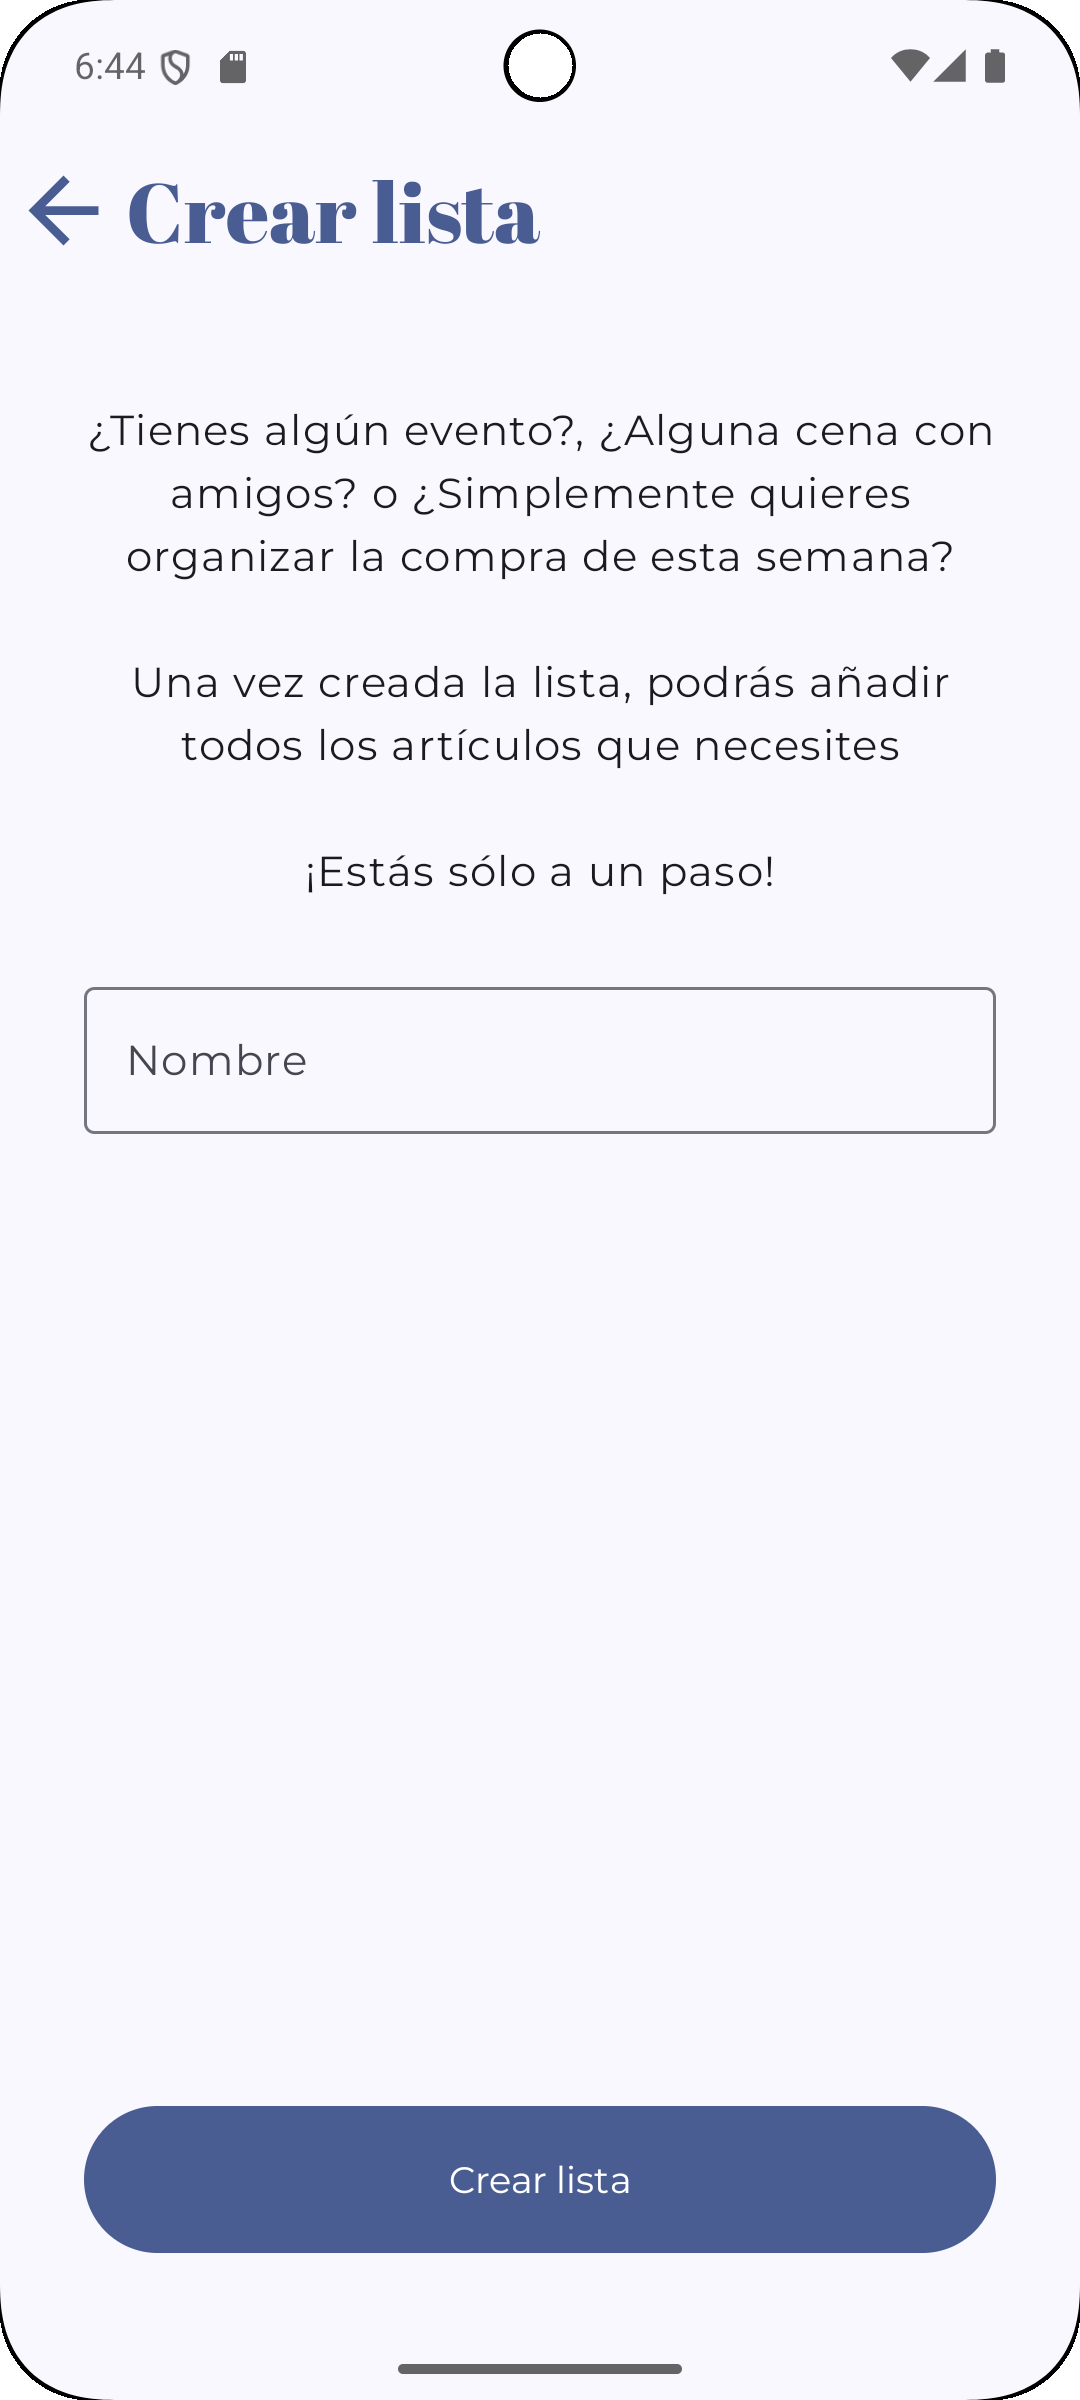 6:44
Crear lista
¿Tienes algún evento?, ¿Alguna cena con
amigos? o ¿Simplemente quieres
organizar la compra de esta semana?
Una vez creada la lista, podrás añadir
todos los artículos que necesites
¡Estás sólo a un paso!
Nombre
Crear lista